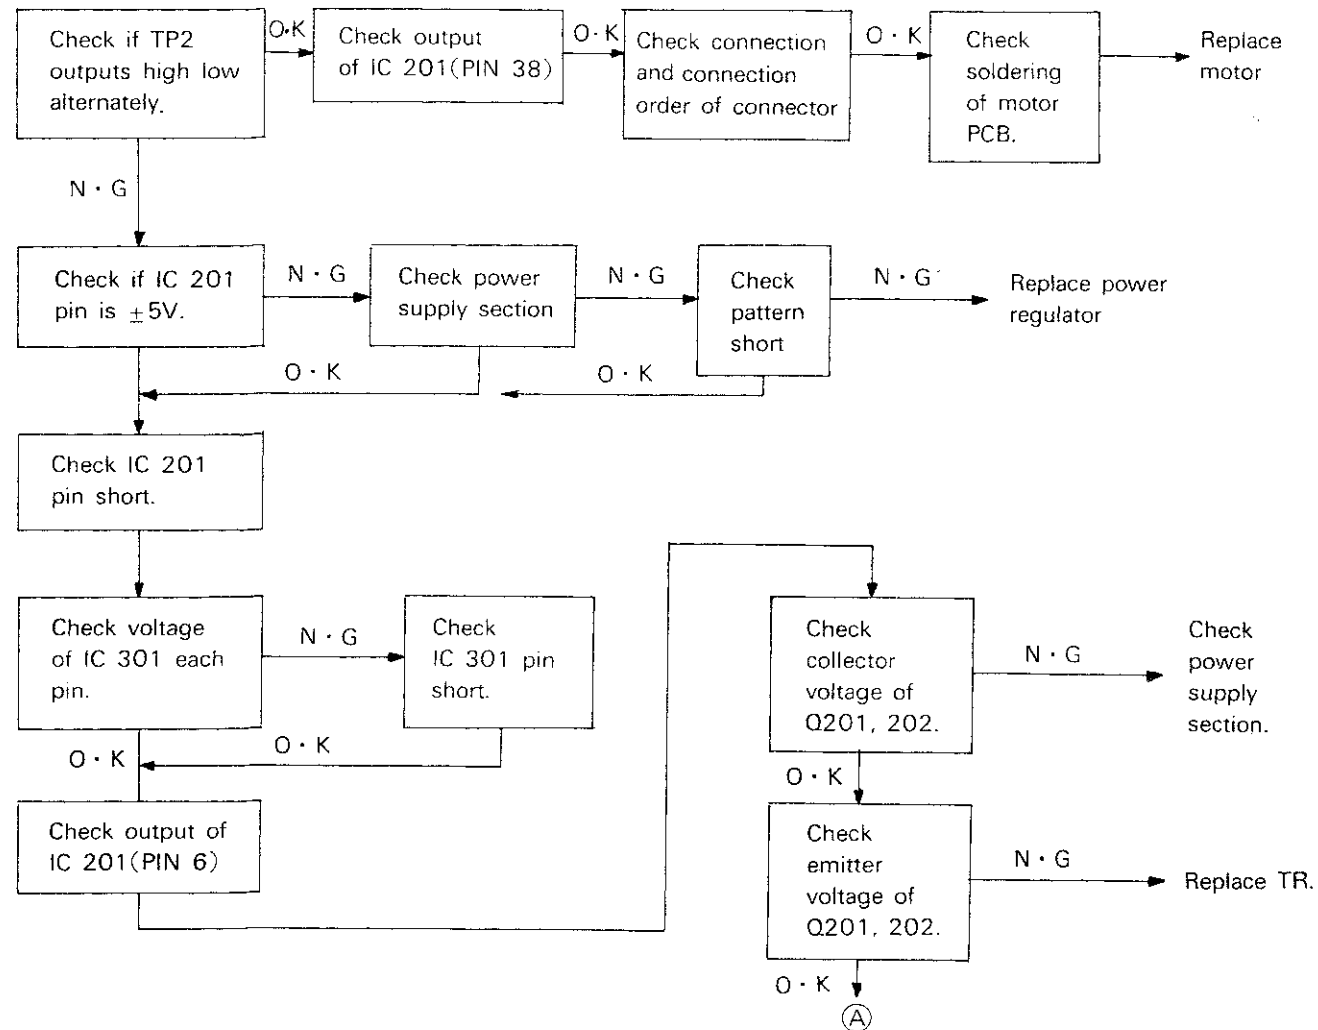 Check if TP2
outputs high low
alternately.
O·K
Check output
of IC 201(PIN 38)
O·K
Check connection
and connection
order of connector
O·K
Check
soldering
of motor
PCB.
Replace
motor
N·G
Check if IC 201
pin is ±5V.
N·G
Check power
supply section
N·G
Check
pattern
short
N·G
Replace power
regulator
O·K
O·K
Check IC 201
pin short.
Check voltage
of IC 301 each
pin.
N·G
Check
IC 301 pin
short.
O·K
O·K
Check output of
IC 201(PIN 6)
Check
collector
voltage of
Q201, 202.
N·G
Check
power
supply
section.
O·K
Check
emitter
voltage of
Q201, 202.
N·G
Replace TR.
O·K
A